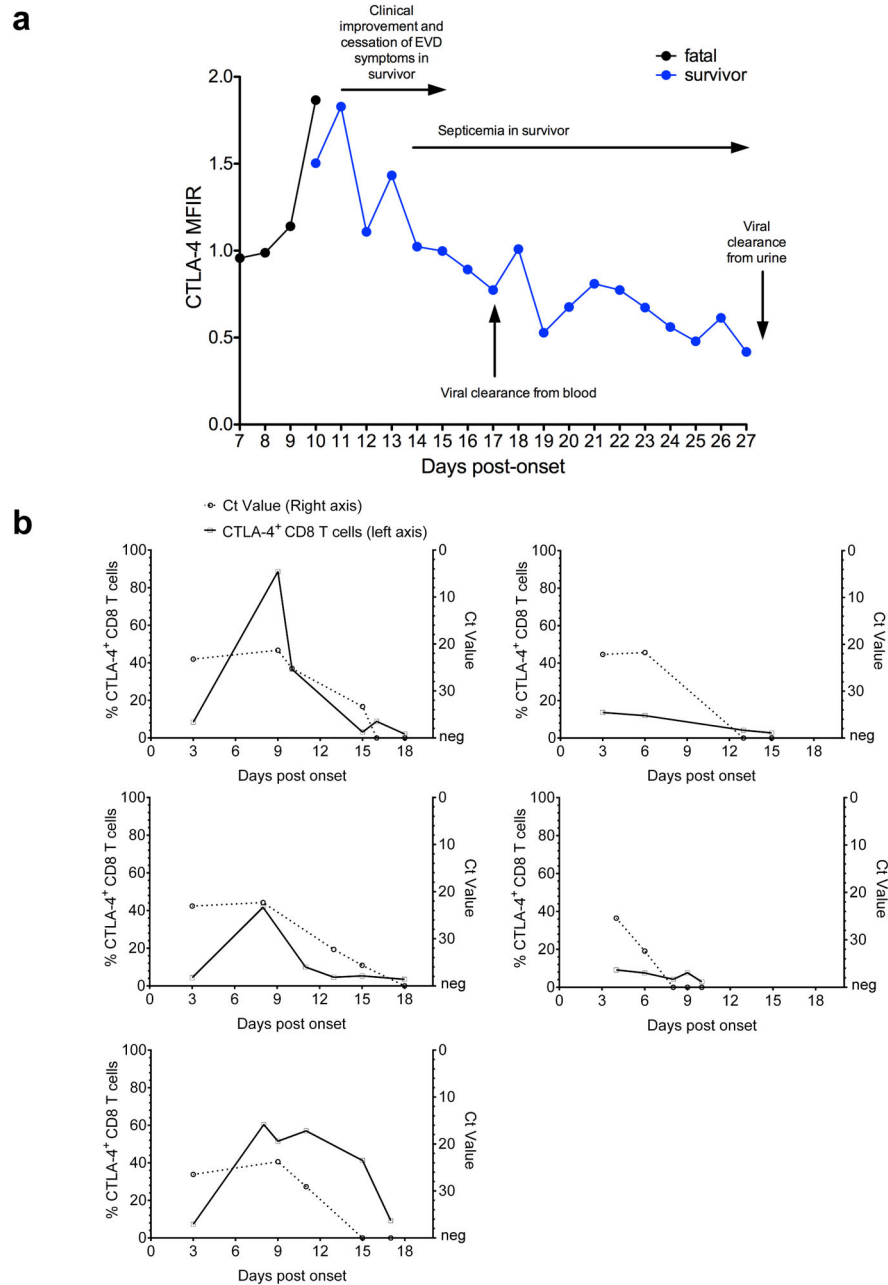 a
Clinical
improvement and
cessation of EVD
symptoms in
survivor
fatal
survivor
Septicemia in survivor
Viral
clearance
from urine
Viral clearance from blood
CTLA-4 MFIR
2.0
1.5
1.0
0.5
0.0
7 8 9 10 11 12 13 14 15 16 17 18 19 20 21 22 23 24 25 26 27
Days post-onset
b
Ct Value (Right axis)
CTLA-4⁺ CD8 T cells (left axis)
% CTLA-4⁺ CD8 T cells
100
80
60
40
20
0
0 3 6 9 12 15 18
Days post onset
0
10
20
30
neg
Ct Value
% CTLA-4⁺ CD8 T cells
100
80
60
40
20
0
0 3 6 9 12 15 18
Days post onset
0
10
20
30
neg
Ct Value
% CTLA-4⁺ CD8 T cells
100
80
60
40
20
0
0 3 6 9 12 15 18
Days post onset
0
10
20
30
neg
Ct Value
% CTLA-4⁺ CD8 T cells
100
80
60
40
20
0
0 3 6 9 12 15 18
Days post onset
0
10
20
30
neg
Ct Value
% CTLA-4⁺ CD8 T cells
100
80
60
40
20
0
0 3 6 9 12 15 18
Days post onset
0
10
20
30
neg
Ct Value